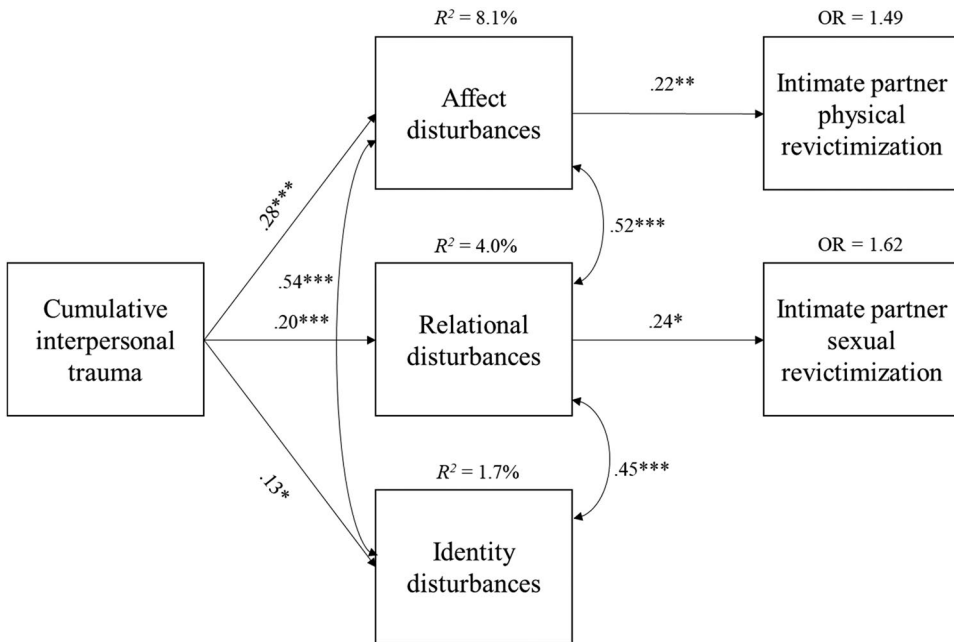 R² = 8.1%
OR = 1.49
Affect
disturbances
.22**
Intimate partner
physical
revictimization
.28***
.52***
R² = 4.0%
OR = 1.62
.54***
Cumulative
interpersonal
trauma
.20***
Relational
disturbances
.24*
Intimate partner
sexual
revictimization
.13*
R² = 1.7%
.45***
Identity
disturbances